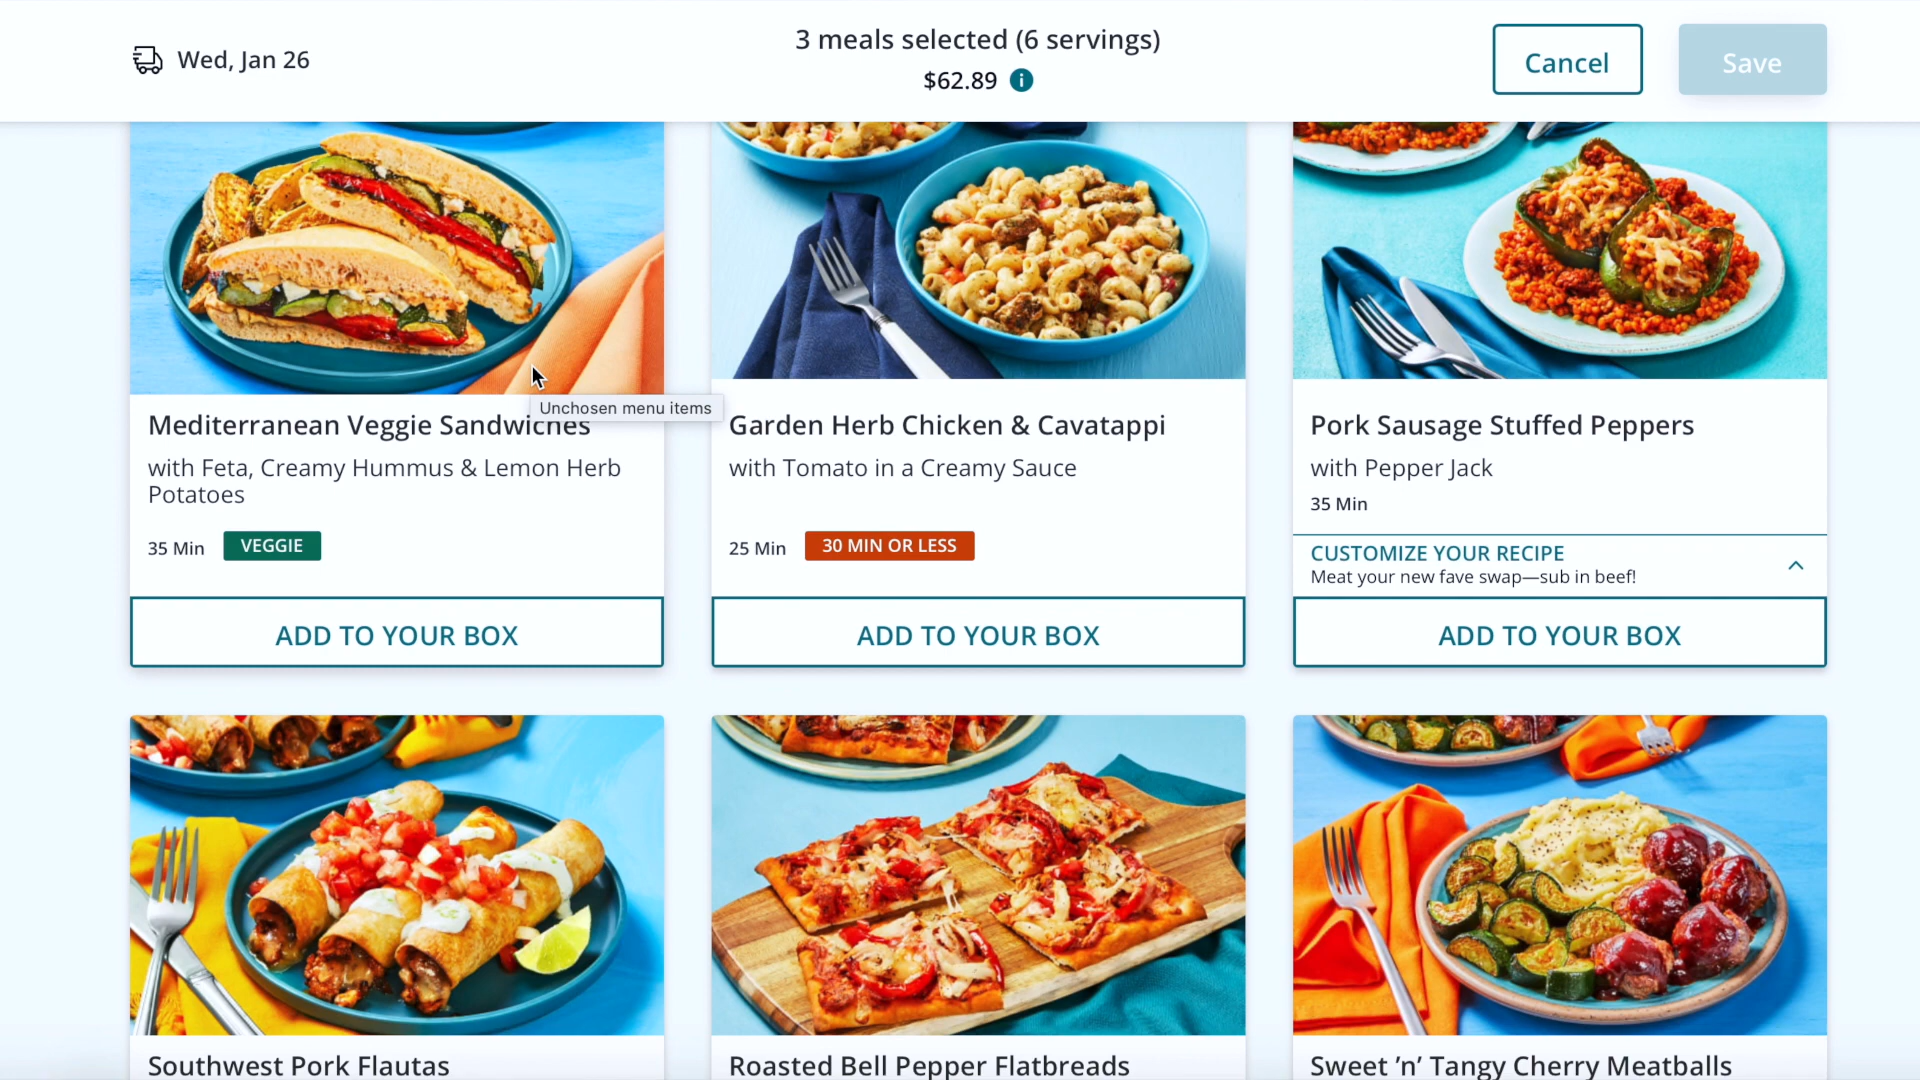 Wed, Jan 26
3 meals selected (6 servings)
$62.89
Cancel
Save
Unchosen menu items
Mediterranean Veggie Sandwiches
with Feta, Creamy Hummus & Lemon Herb
Potatoes
35 Min
VEGGIE
ADD TO YOUR BOX
Garden Herb Chicken & Cavatappi
with Tomato in a Creamy Sauce
25 Min
30 MIN OR LESS
ADD TO YOUR BOX
Pork Sausage Stuffed Peppers
with Pepper Jack
35 Min
CUSTOMIZE YOUR RECIPE
Meat your new fave swap—sub in beef!
ADD TO YOUR BOX
Southwest Pork Flautas
Roasted Bell Pepper Flatbreads
Sweet ’n’ Tangy Cherry Meatballs